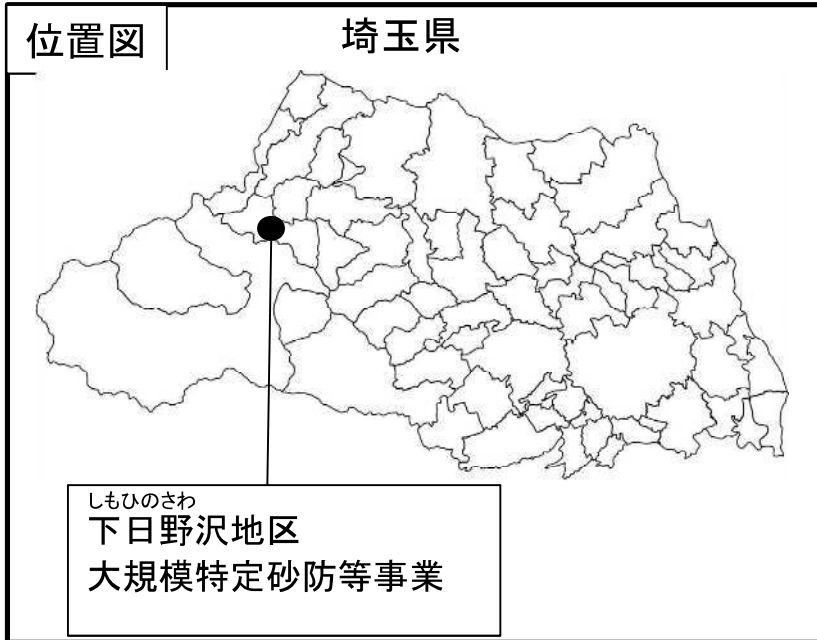 位置図
埼玉県
しもひのさわ
下日野沢地区
大規模特定砂防等事業